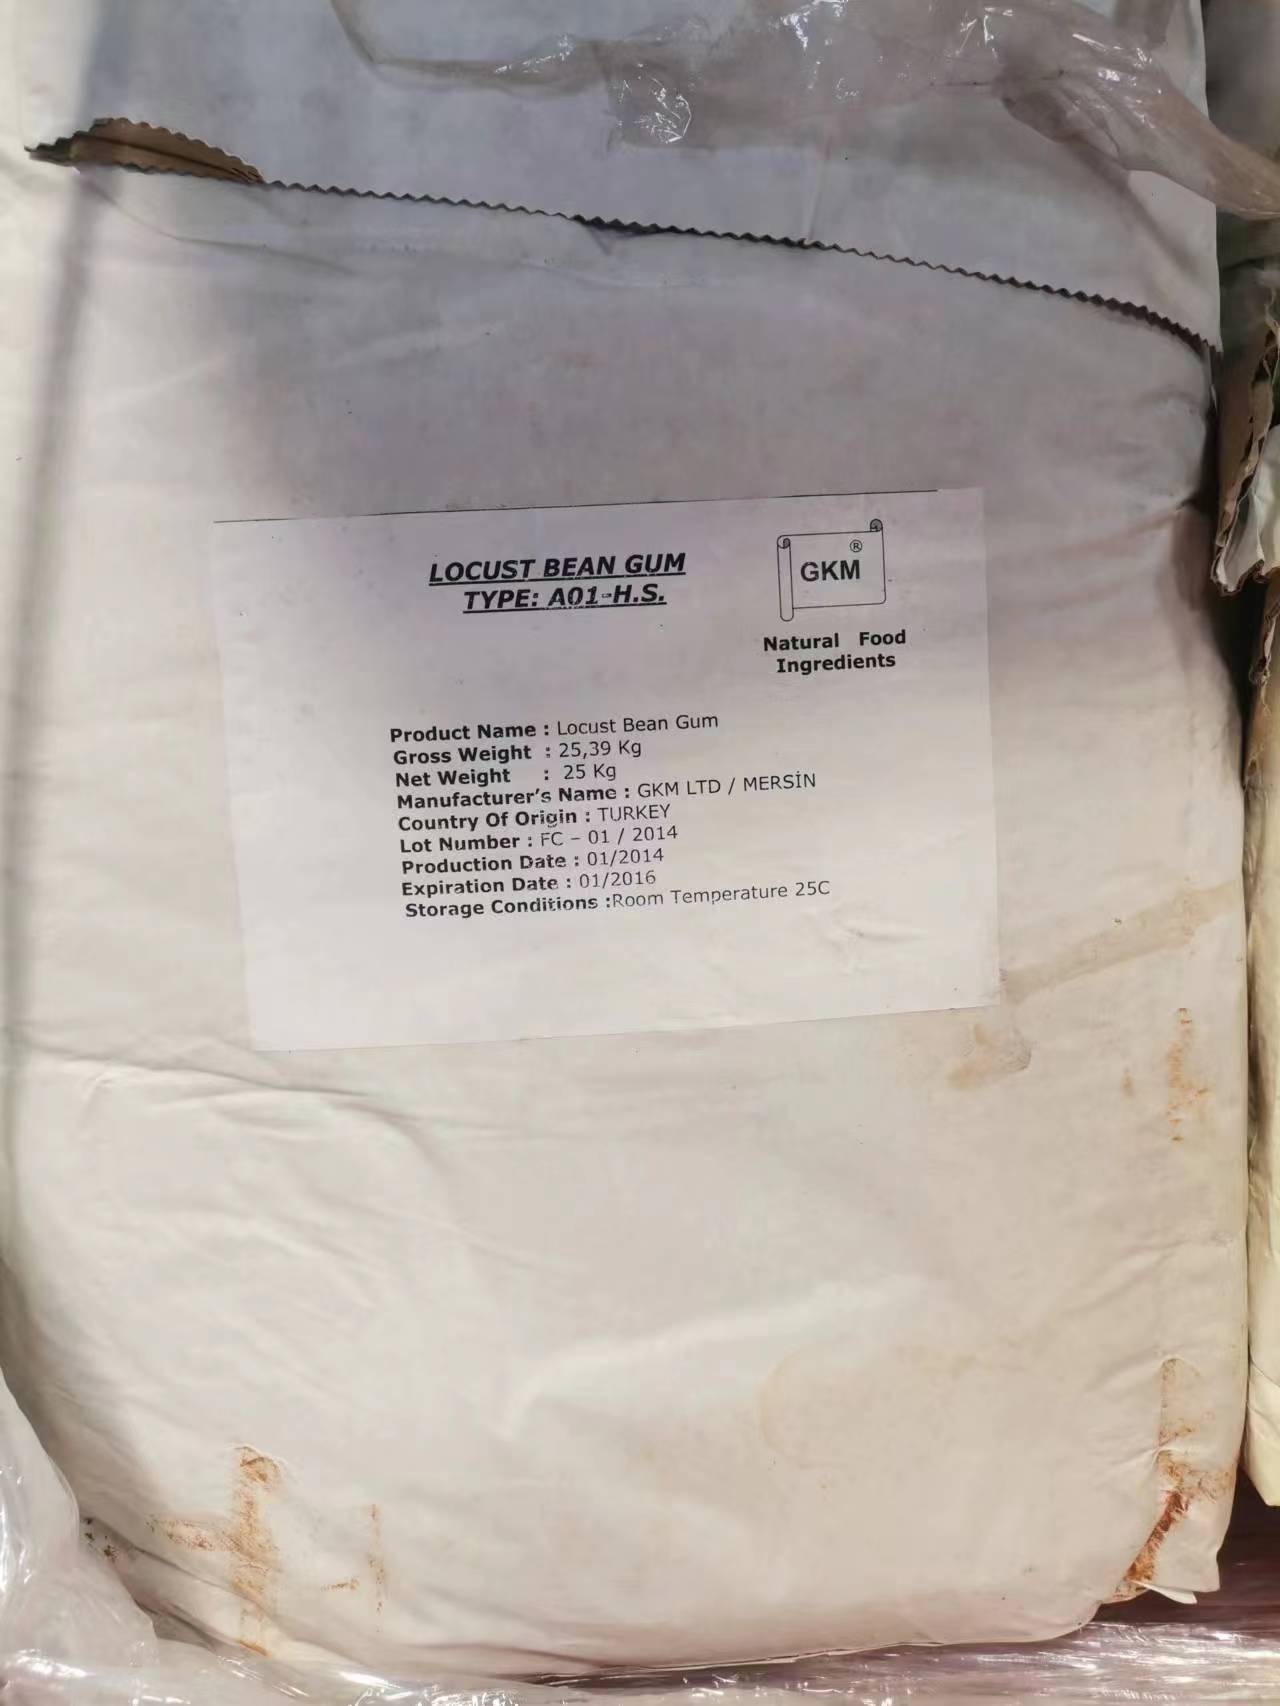 LOCUST BEAN GUM
TYPE: A01-H.S.
®
GKM
Natural Food
Ingredients
Product Name : Locust Bean Gum
Gross Weight : 25,39 Kg
Net Weight : 25 Kg
Manufacturer's Name : GKM LTD / MERSİN
Country Of Origin : TURKEY
Lot Number : FC – 01 / 2014
Production Date : 01/2014
Expiration Date : 01/2016
Storage Conditions :Room Temperature 25C